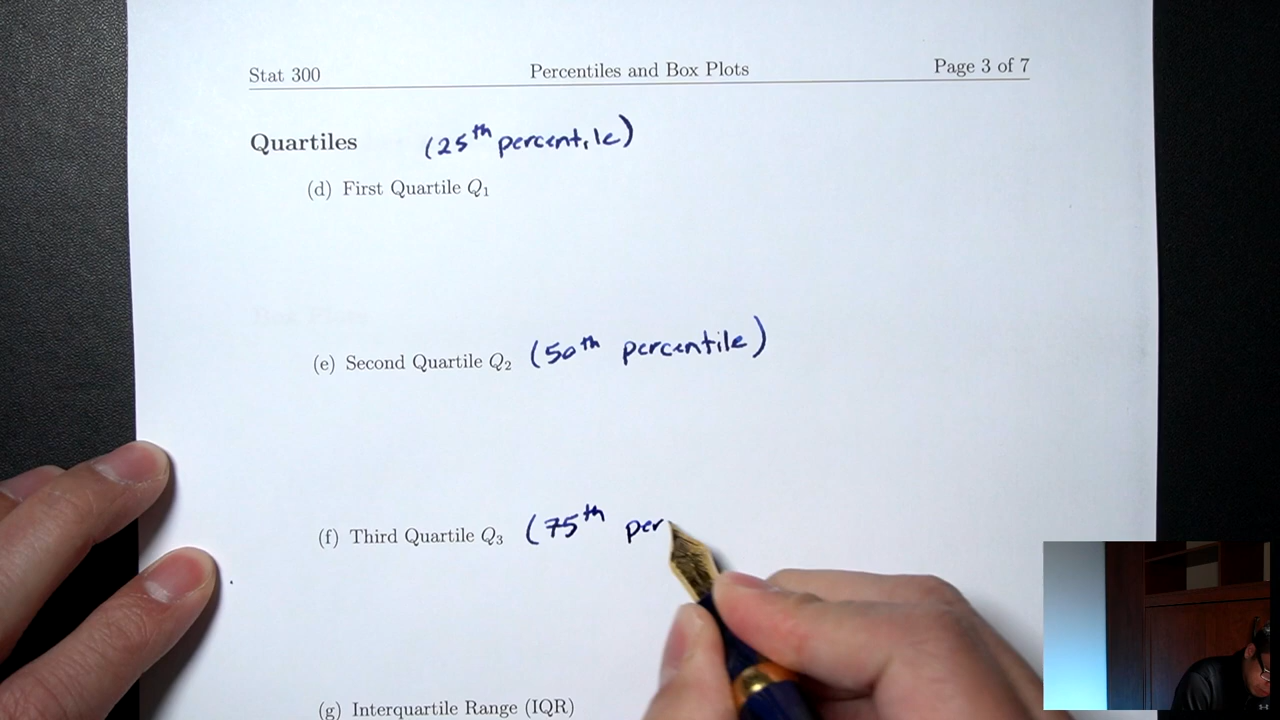 Stat 300 Percentiles and Box Plots Page 3 of 7
Quartiles (25th percentile)
(d) First Quartile Q1
(e) Second Quartile Q2 (50th percentile)
(f) Third Quartile Q3 (75th per
(g) Interquartile Range (IQR)